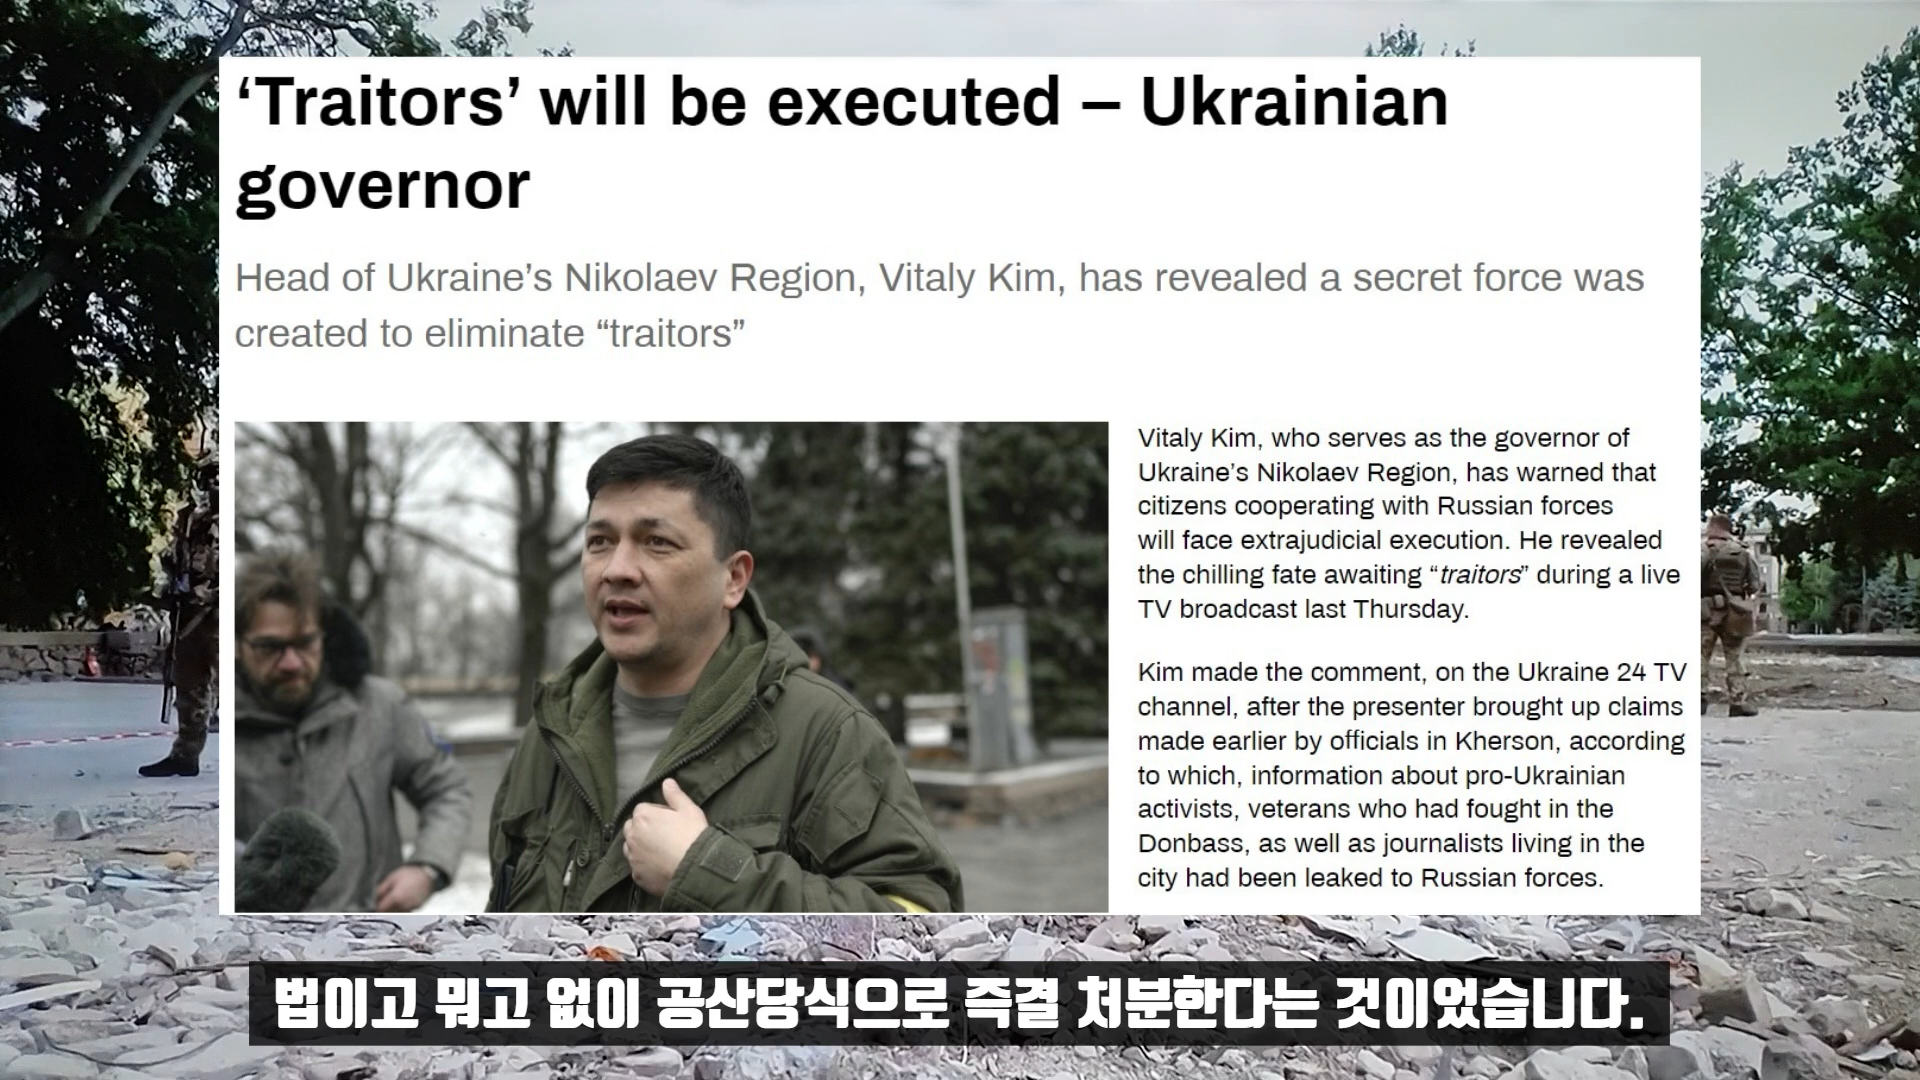 ‘Traitors’ will be executed – Ukrainian
governor
Head of Ukraine’s Nikolaev Region, Vitaly Kim, has revealed a secret force was
created to eliminate “traitors”
Vitaly Kim, who serves as the governor of
Ukraine’s Nikolaev Region, has warned that
citizens cooperating with Russian forces
will face extrajudicial execution. He revealed
the chilling fate awaiting “traitors” during a live
TV broadcast last Thursday.
Kim made the comment, on the Ukraine 24 TV
channel, after the presenter brought up claims
made earlier by officials in Kherson, according
to which, information about pro-Ukrainian
activists, veterans who had fought in the
Donbass, as well as journalists living in the
city had been leaked to Russian forces.
법이고 뭐고 없이 공산당식으로 즉결 처분한다는 것이었습니다.